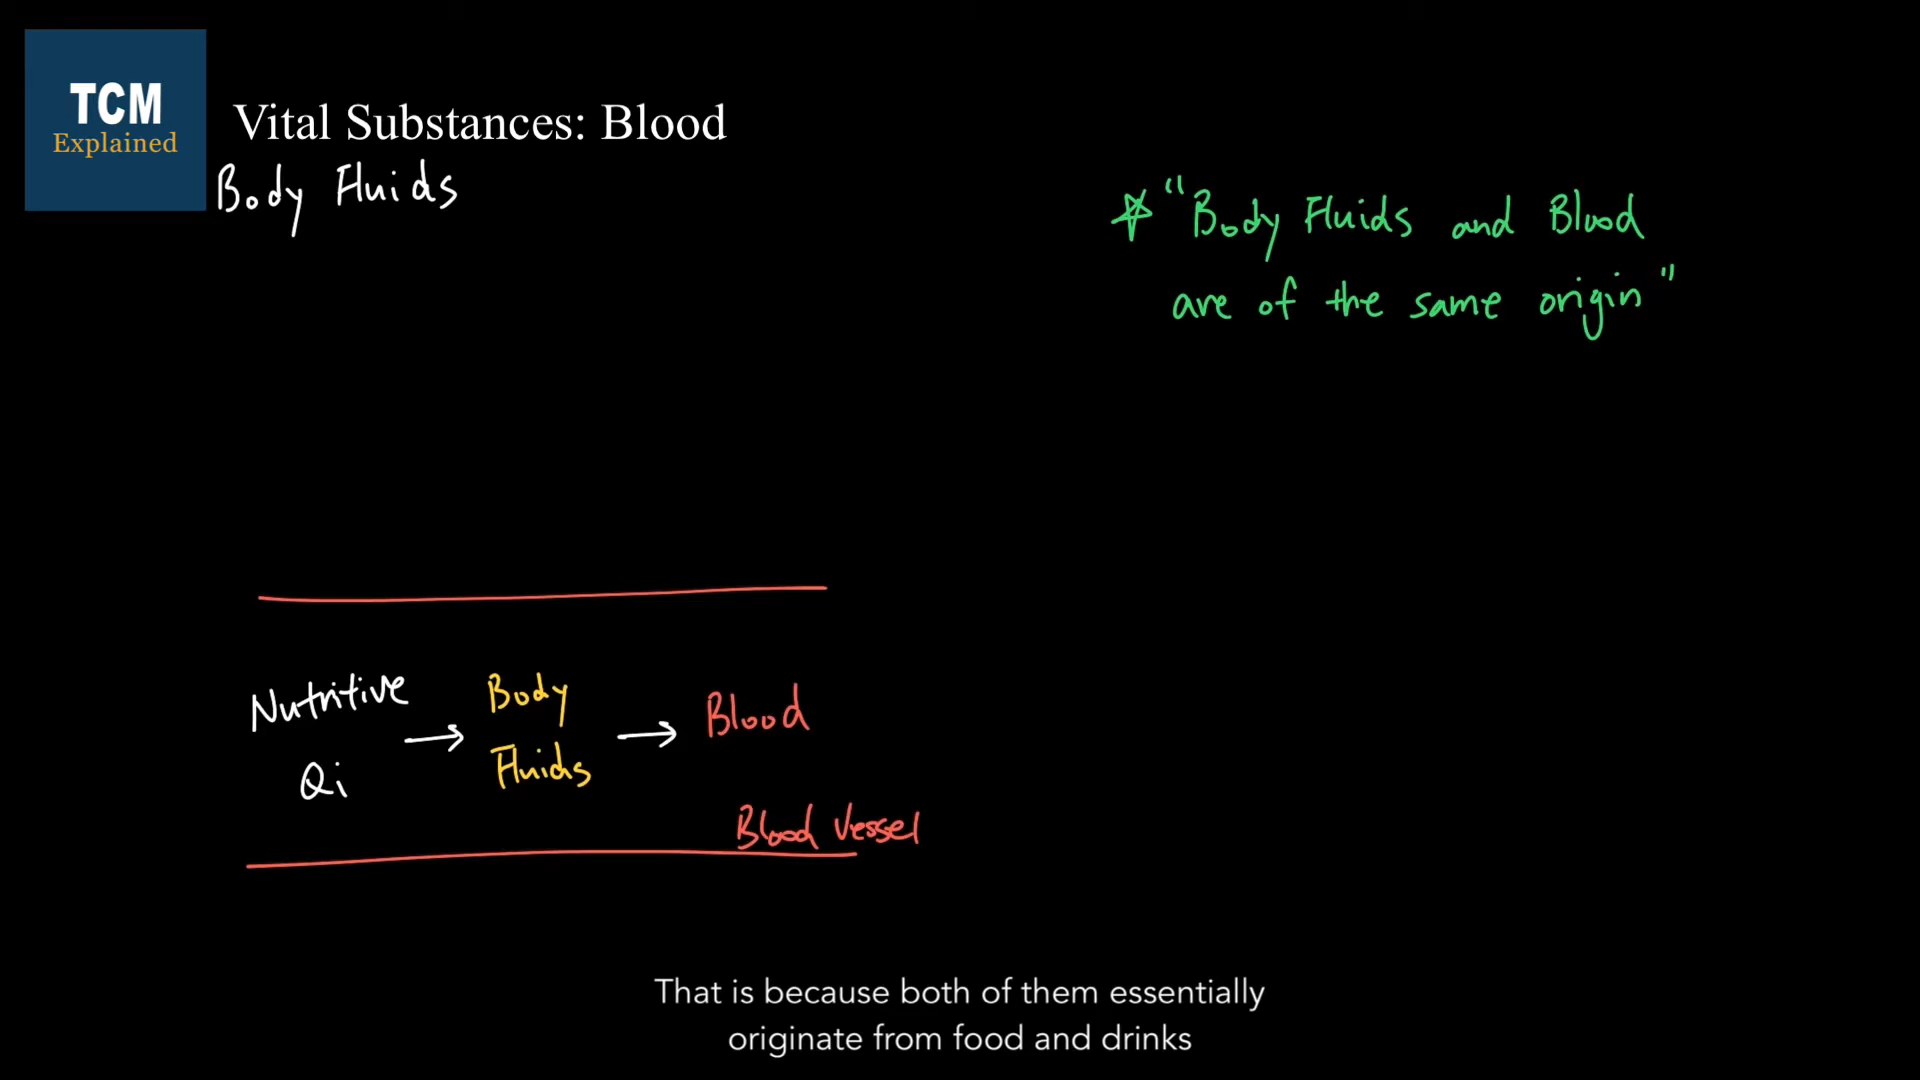 TCM
Explained
Vital Substances: Blood
Body Fluids
☆ "Body Fluids and Blood
are of the same origin"
Nutritive
Qi
→
Body
Fluids
→
Blood
Blood Vessel
That is because both of them essentially
originate from food and drinks